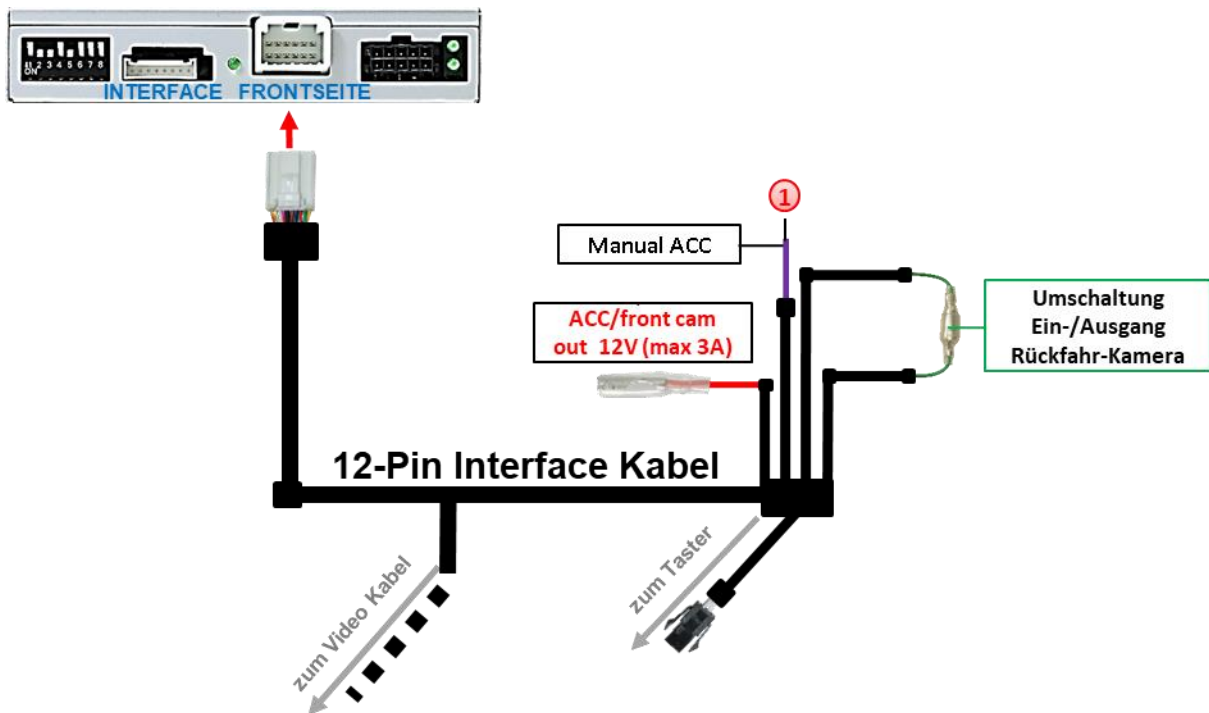 1 2 3 4 5 6 7 8
ON
INTERFACE FRONTSEITE
1
Manual ACC
ACC/front cam
out 12V (max 3A)
Umschaltung
Ein-/Ausgang
Rückfahr-Kamera
12-Pin Interface Kabel
zum Video Kabel
zum Taster